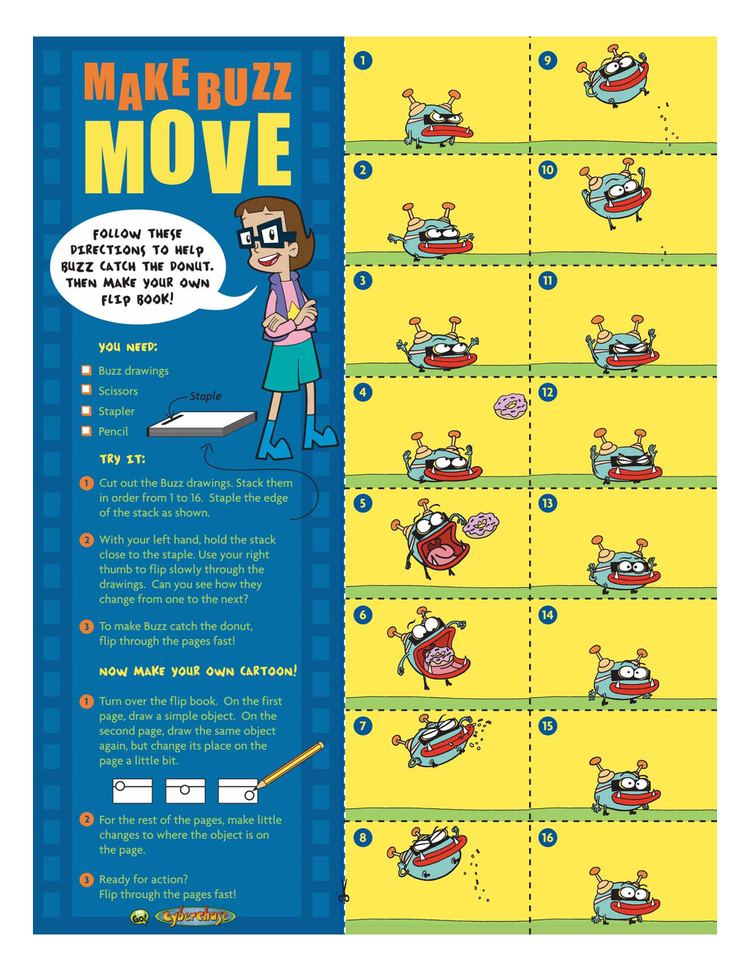 MAKE BUZZ
MOVE
FOLLOW THESE
DIRECTIONS TO HELP
BUZZ CATCH THE DONUT.
THEN MAKE YOUR OWN
FLIP BOOK!
YOU NEED:
Buzz drawings
Scissors
Stapler
Pencil
Staple
TRY IT:
1 Cut out the Buzz drawings. Stack them
in order from 1 to 16. Staple the edge
of the stack as shown.
2 With your left hand, hold the stack
close to the staple. Use your right
thumb to flip slowly through the
drawings. Can you see how they
change from one to the next?
3 To make Buzz catch the donut,
flip through the pages fast!
NOW MAKE YOUR OWN CARTOON!
1 Turn over the flip book. On the first
page, draw a simple object. On the
second page, draw the same object
again, but change its place on the
page a little bit.
2 For the rest of the pages, make little
changes to where the object is on
the page.
3 Ready for action?
Flip through the pages fast!
Go! Cyberchase
1
2
3
4
5
6
7
8
9
10
11
12
13
14
15
16